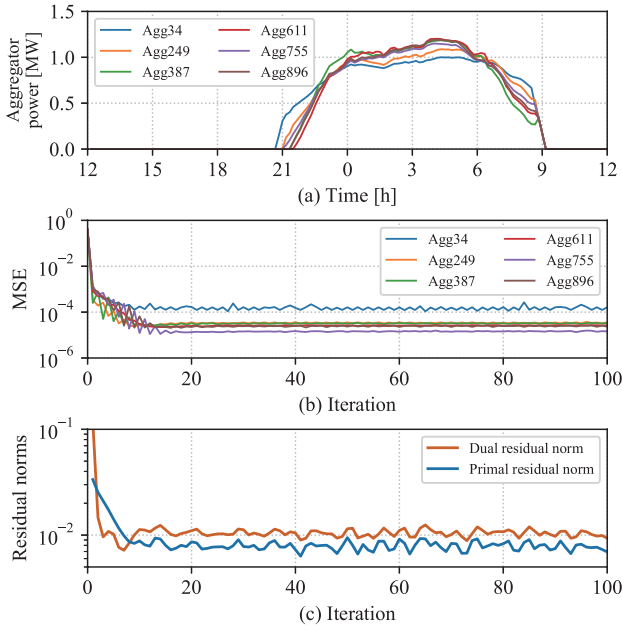 1.5
1.0
0.5
0.0
Aggregator
power [MW]
Agg34
Agg249
Agg387
Agg611
Agg755
Agg896
12 15 18 21 0 3 6 9 12
(a) Time [h]
10^0
10^−2
10^−4
10^−6
MSE
Agg34
Agg249
Agg387
Agg611
Agg755
Agg896
0 20 40 60 80 100
(b) Iteration
10^−1
10^−2
Residual norms
Dual residual norm
Primal residual norm
0 20 40 60 80 100
(c) Iteration